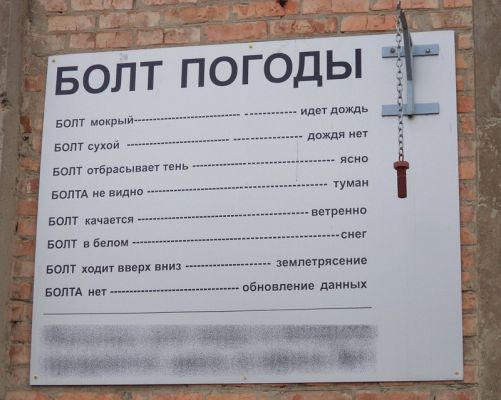 БОЛТ ПОГОДЫ
БОЛТ мокрый---------------------- ----------- идет дождь
БОЛТ сухой ---------------------- ----------- дождя нет
БОЛТ отбрасывает тень ------------------------------- ясно
БОЛТА не видно ---------------------------------------- туман
БОЛТ качается ------------------------------------ ветренно
БОЛТ в белом ------------------------------------------- снег
БОЛТ ходит вверх вниз ----------------- землетрясение
БОЛТА нет -------------------------- обновление данных